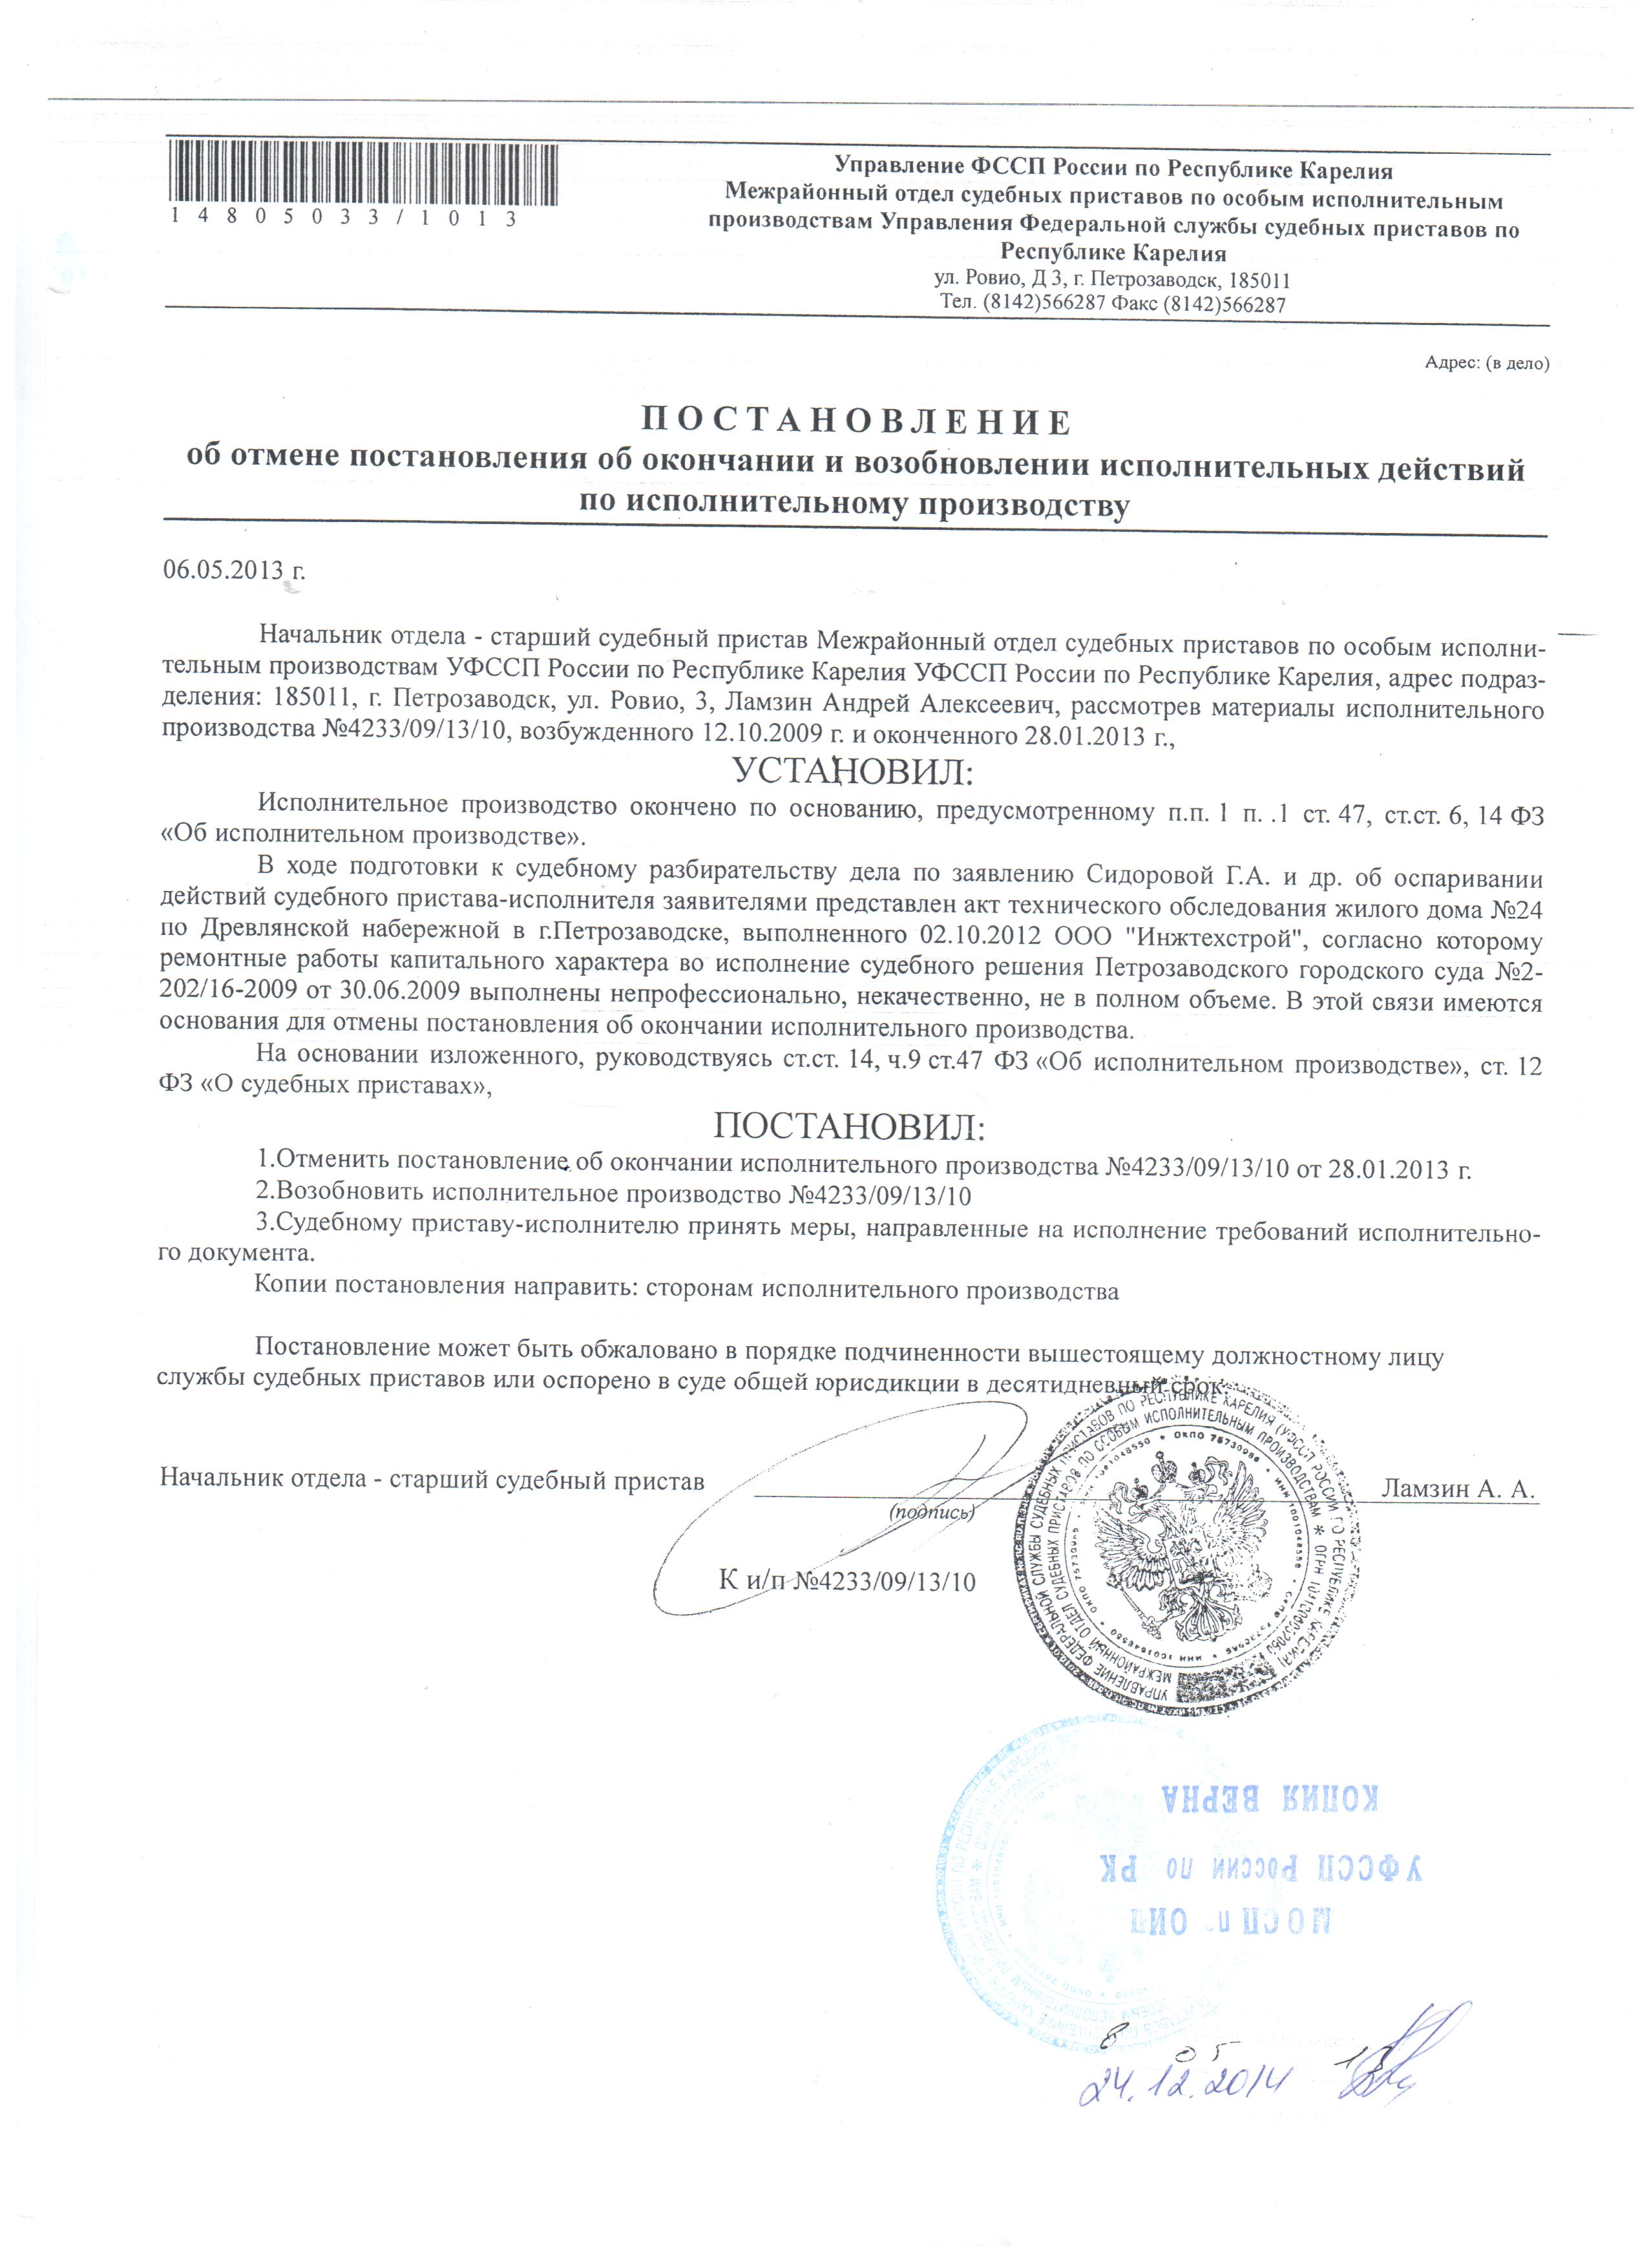 14805033/1013
Управление ФССП России по Республике Карелия
Межрайонный отдел судебных приставов по особым исполнительным
производствам Управления Федеральной службы судебных приставов по
Республике Карелия
ул. Ровио, Д 3, г. Петрозаводск, 185011
Тел. (8142)566287 Факс (8142)566287
Адрес: (в дело)
П О С Т А Н О В Л Е Н И Е
об отмене постановления об окончании и возобновлении исполнительных действий
по исполнительному производству
06.05.2013 г.
Начальник отдела - старший судебный пристав Межрайонный отдел судебных приставов по особым исполни-
тельным производствам УФССП России по Республике Карелия УФССП России по Республике Карелия, адрес подраз-
деления: 185011, г. Петрозаводск, ул. Ровио, 3, Ламзин Андрей Алексеевич, рассмотрев материалы исполнительного
производства №4233/09/13/10, возбужденного 12.10.2009 г. и оконченного 28.01.2013 г.,
УСТАНОВИЛ:
Исполнительное производство окончено по основанию, предусмотренному п.п. 1 п. .1 ст. 47, ст.ст. 6, 14 ФЗ
«Об исполнительном производстве».
В ходе подготовки к судебному разбирательству дела по заявлению Сидоровой Г.А. и др. об оспаривании
действий судебного пристава-исполнителя заявителями представлен акт технического обследования жилого дома №24
по Древлянской набережной в г.Петрозаводске, выполненного 02.10.2012 ООО "Инжтехстрой", согласно которому
ремонтные работы капитального характера во исполнение судебного решения Петрозаводского городского суда №2-
202/16-2009 от 30.06.2009 выполнены непрофессионально, некачественно, не в полном объеме. В этой связи имеются
основания для отмены постановления об окончании исполнительного производства.
На основании изложенного, руководствуясь ст.ст. 14, ч.9 ст.47 ФЗ «Об исполнительном производстве», ст. 12
ФЗ «О судебных приставах»,
ПОСТАНОВИЛ:
1.Отменить постановление об окончании исполнительного производства №4233/09/13/10 от 28.01.2013 г.
2.Возобновить исполнительное производство №4233/09/13/10
3.Судебному приставу-исполнителю принять меры, направленные на исполнение требований исполнительно-
го документа.
Копии постановления направить: сторонам исполнительного производства
Постановление может быть обжаловано в порядке подчиненности вышестоящему должностному лицу
службы судебных приставов или оспорено в суде общей юрисдикции в десятидневный срок.
Начальник отдела - старший судебный пристав
Ламзин А. А.
(подпись)
К и/п №4233/09/13/10
УПРАВЛЕНИЕ ФЕДЕРАЛЬНОЙ СЛУЖБЫ СУДЕБНЫХ ПРИСТАВОВ ПО РЕСПУБЛИКЕ КАРЕЛИЯ (УФССП РОССИИ ПО РЕСПУБЛИКЕ КАРЕЛИЯ)
МЕЖРАЙОННЫЙ ОТДЕЛ СУДЕБНЫХ ПРИСТАВОВ ПО ОСОБЫМ ИСПОЛНИТЕЛЬНЫМ ПРОИЗВОДСТВАМ
КОПИЯ ВЕРНА
УФССП России по РК
МОСП п. ОИП
8 05 1
24.12.2014